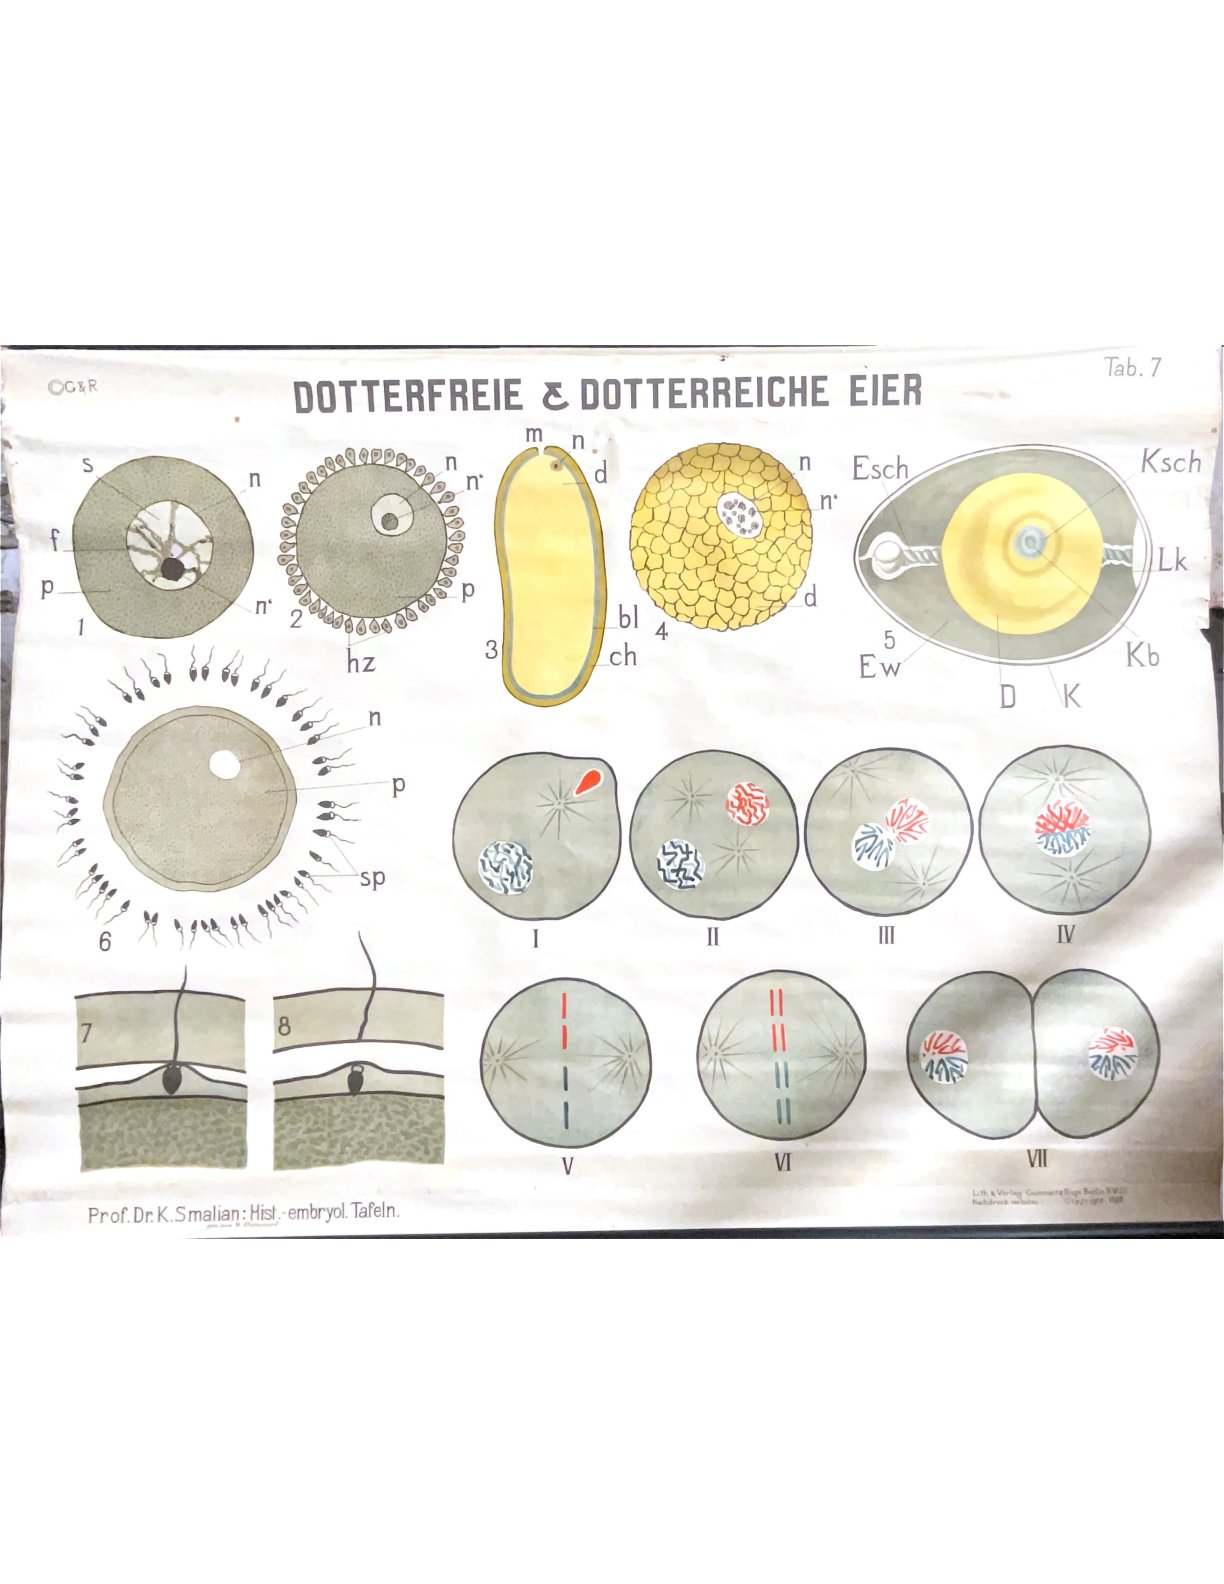 ©G&R
Tab. 7
DOTTERFREIE & DOTTERREICHE EIER
s
n
f
p
n'
1
n
n'
p
2
hz
m
n
d
bl
3
ch
n
n'
d
4
Esch
Ksch
Lk
5
Ew
Kb
D
K
n
p
sp
6
I
II
III
IV
7
8
V
VI
VII
Prof. Dr. K. Smalian: Hist.-embryol. Tafeln.
Lith. & Verlag Berlin
Nachdruck verboten. Copyright